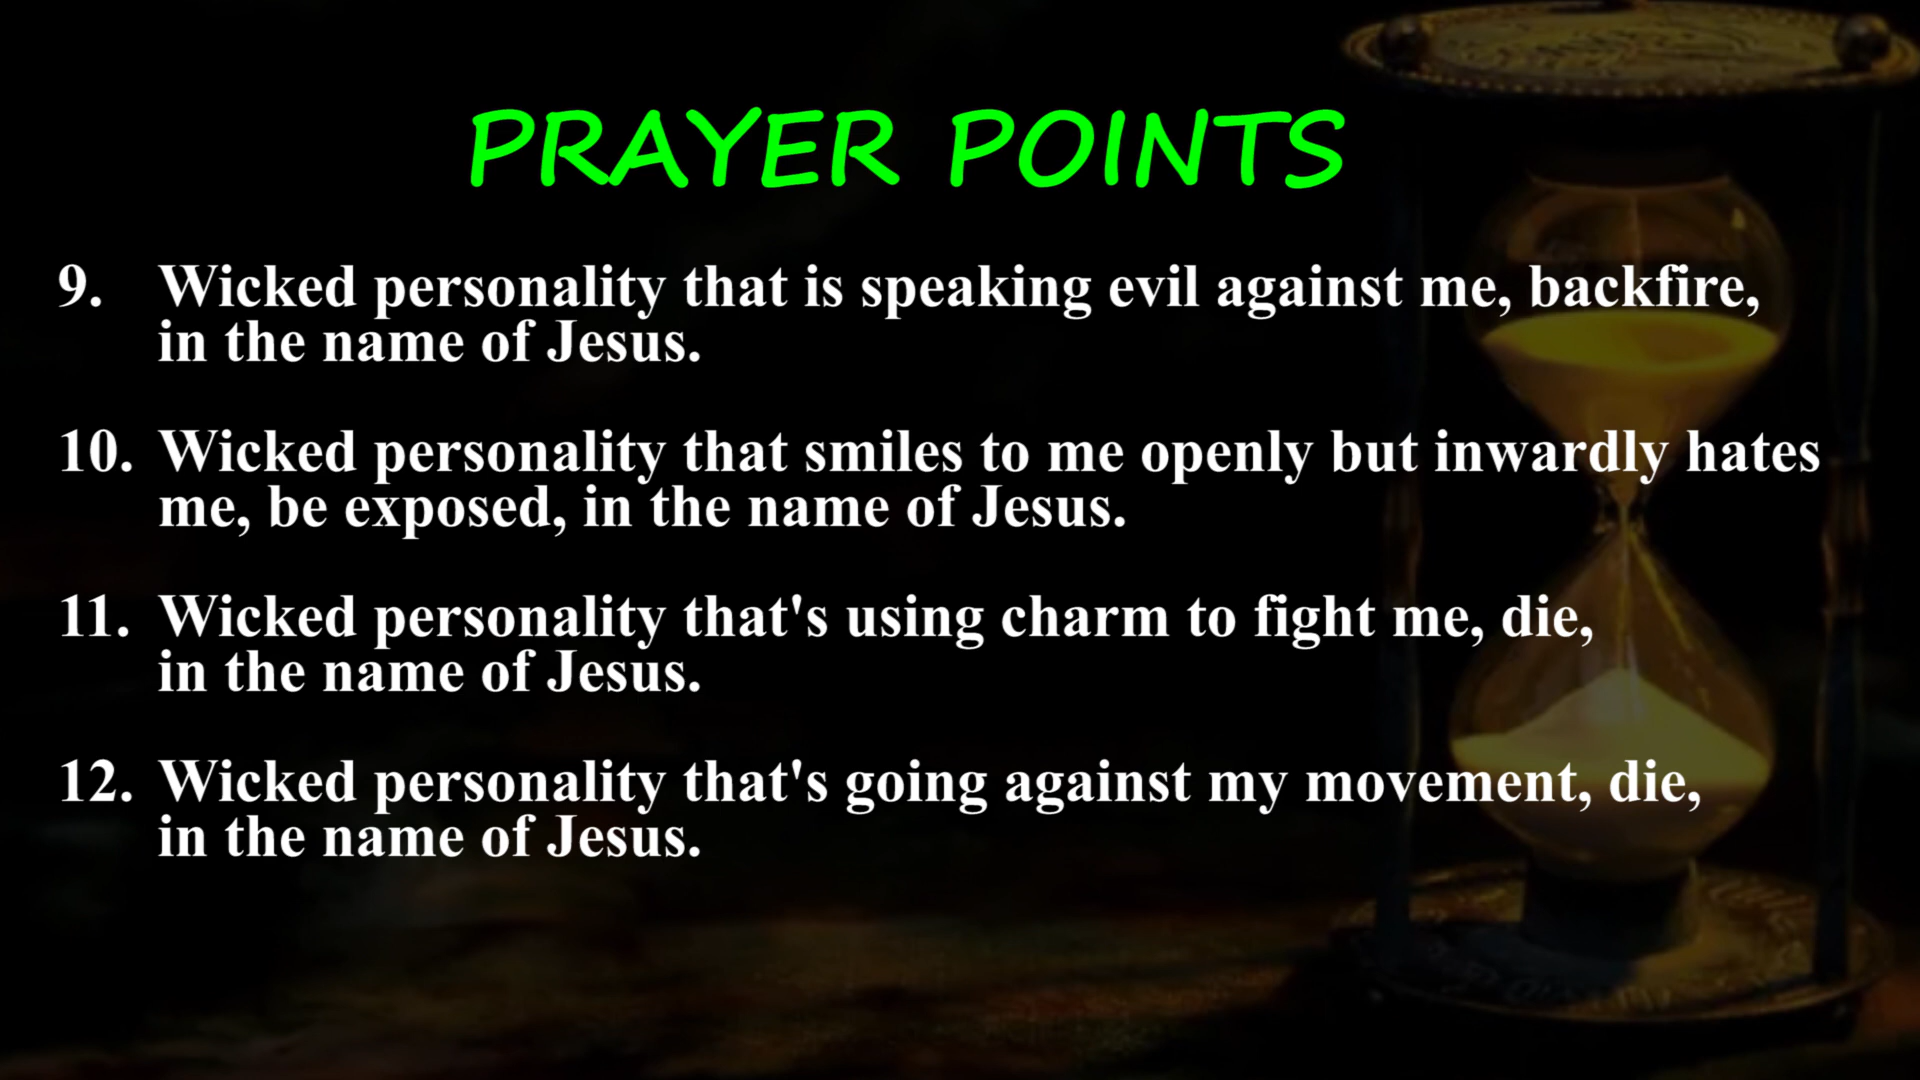 PRAYER POINTS
9. Wicked personality that is speaking evil against me, backfire,
in the name of Jesus.
10. Wicked personality that smiles to me openly but inwardly hates
me, be exposed, in the name of Jesus.
11. Wicked personality that's using charm to fight me, die,
in the name of Jesus.
12. Wicked personality that's going against my movement, die,
in the name of Jesus.